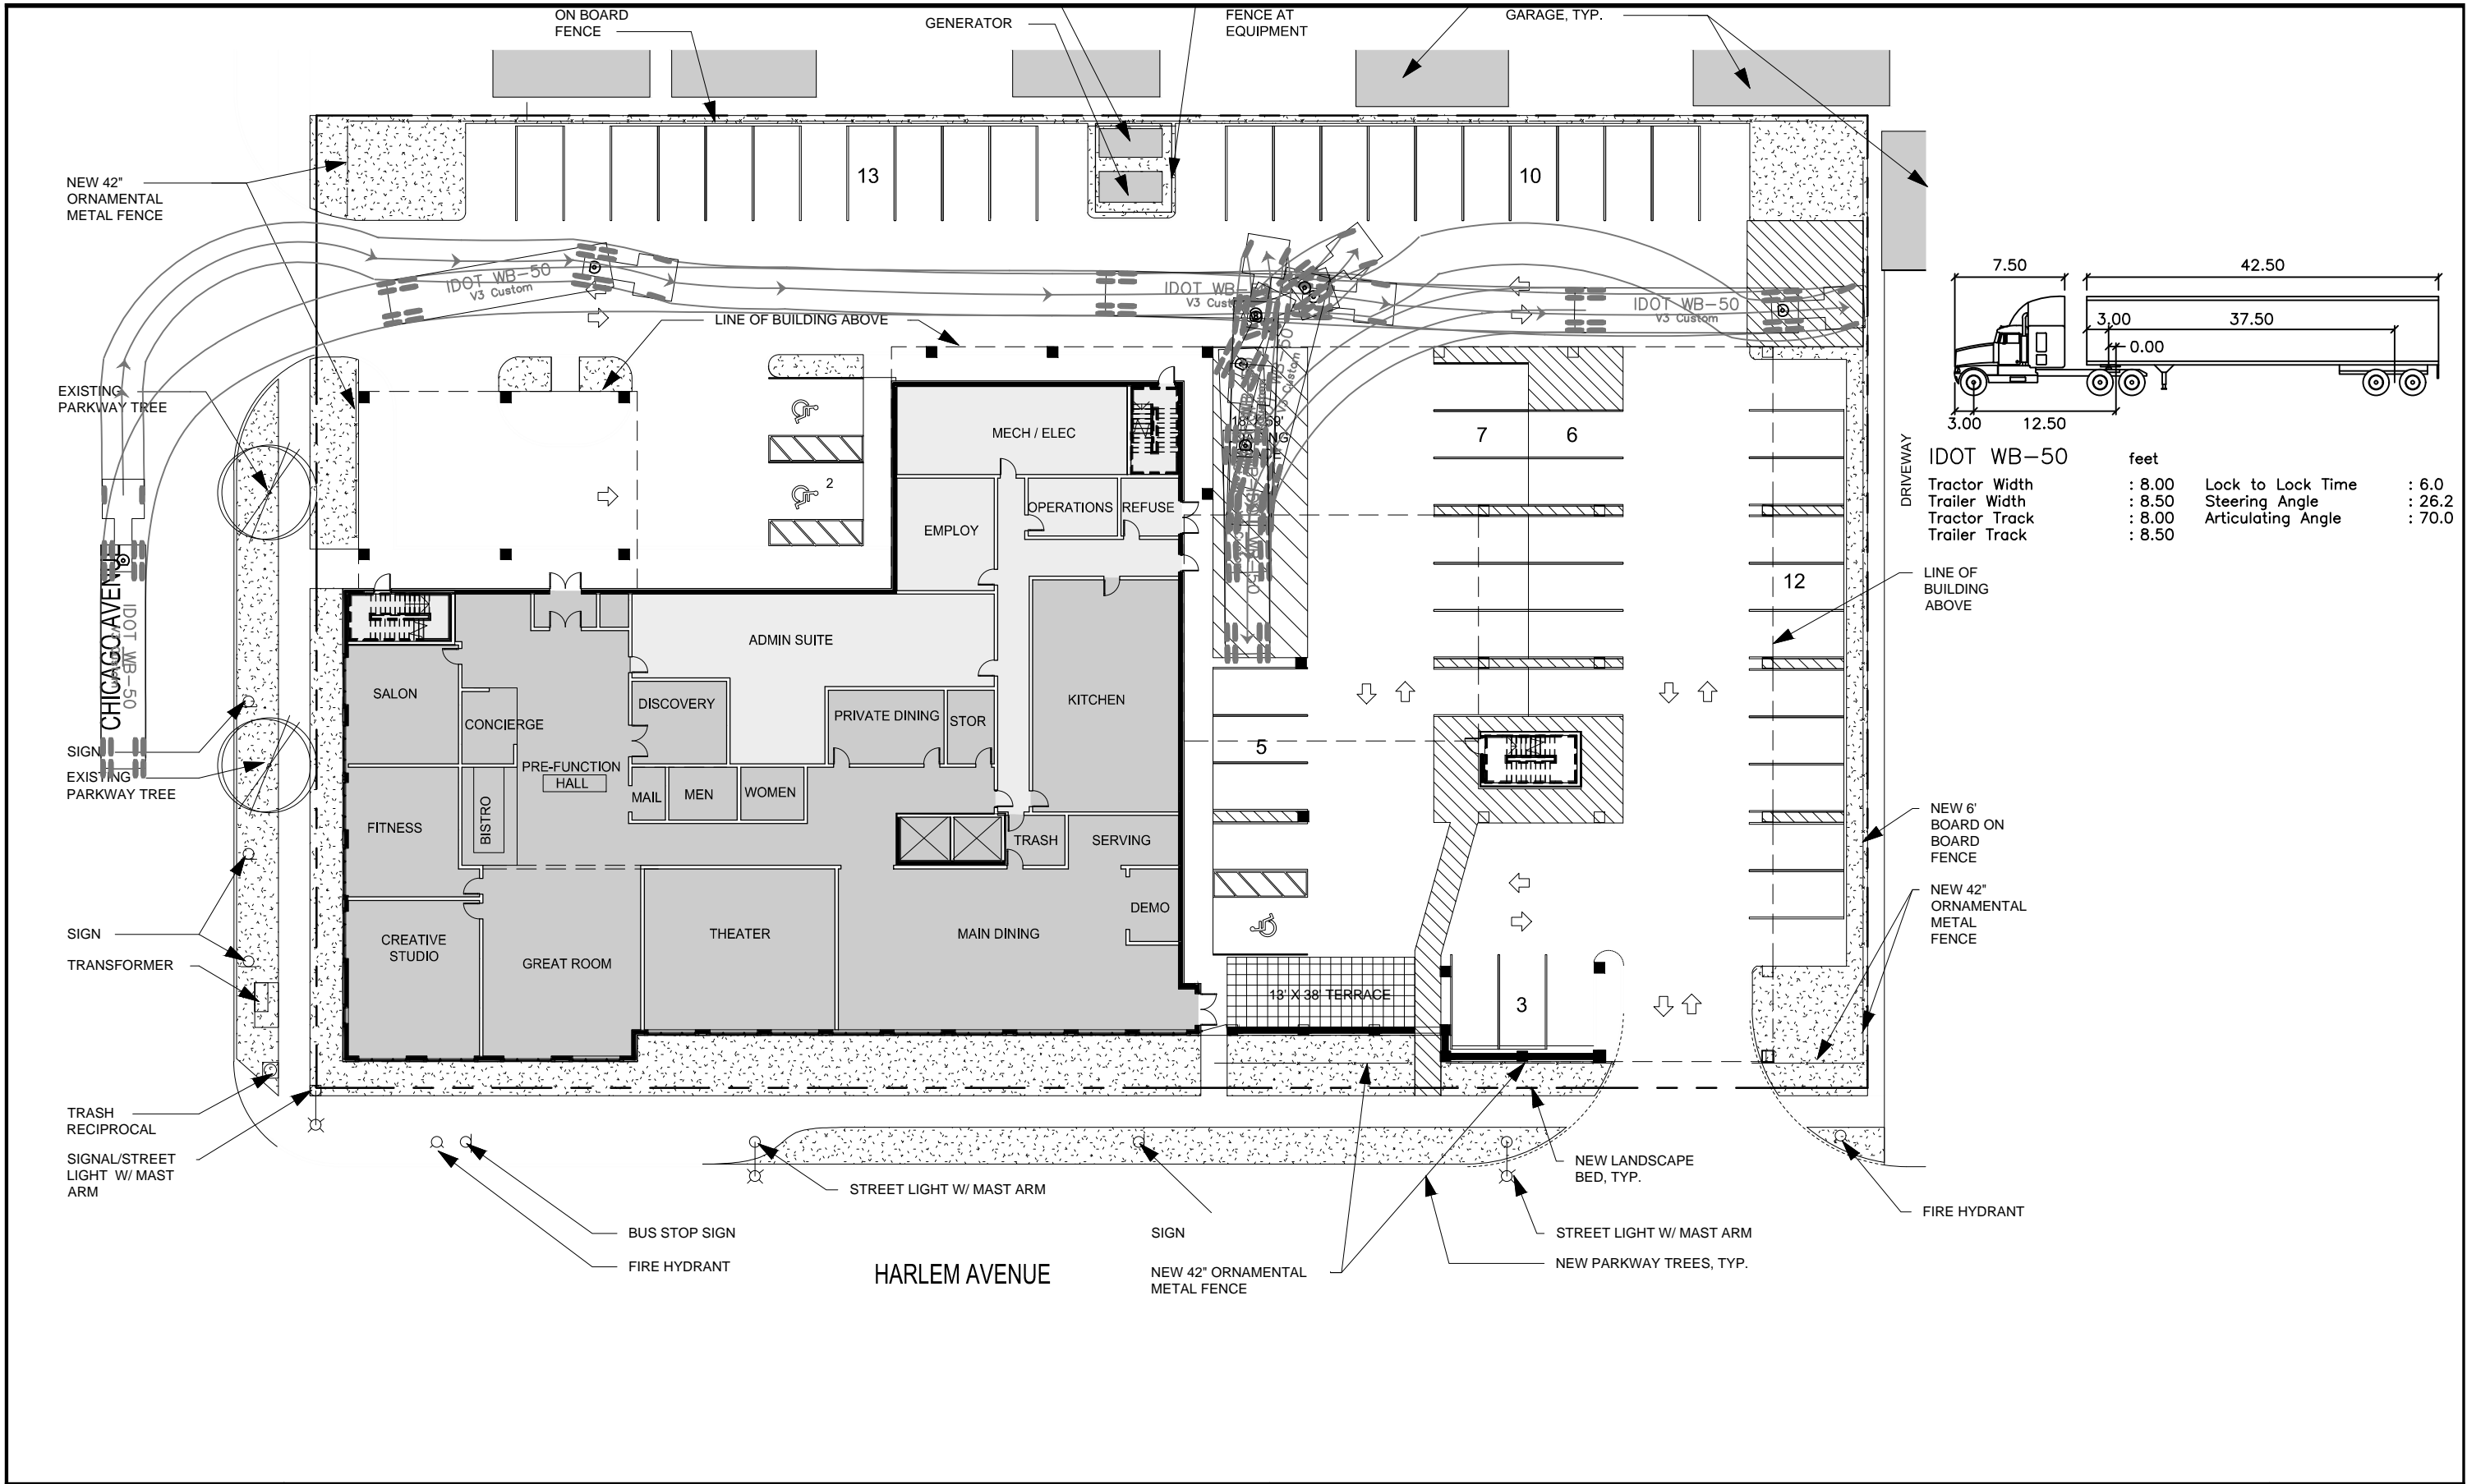 ON BOARD
FENCE
GENERATOR
FENCE AT
EQUIPMENT
GARAGE, TYP.
NEW 42"
ORNAMENTAL
METAL FENCE
13
10
IDOT WB-50
V3 Custom
IDOT WB-
V3 Cust
IDOT WB-50
V3 Custom
LINE OF BUILDING ABOVE
7.50
42.50
3.00
37.50
0.00
3.00
12.50
EXISTING
PARKWAY TREE
MECH / ELEC
7
6
2
OPERATIONS
REFUSE
EMPLOY
DRIVEWAY
IDOT WB-50
feet
Tractor Width : 8.00 Lock to Lock Time : 6.0
Trailer Width : 8.50 Steering Angle : 26.2
Tractor Track : 8.00 Articulating Angle : 70.0
Trailer Track : 8.50
12
LINE OF
BUILDING
ABOVE
CHICAGO AVENUE
IDOT WB-50
ADMIN SUITE
SALON
CONCIERGE
DISCOVERY
PRIVATE DINING
STOR
KITCHEN
5
SIGN
EXISTING
PARKWAY TREE
PRE-FUNCTION
HALL
MAIL
MEN
WOMEN
BISTRO
FITNESS
TRASH
SERVING
NEW 6'
BOARD ON
BOARD
FENCE
NEW 42"
ORNAMENTAL
METAL
FENCE
SIGN
TRANSFORMER
CREATIVE
STUDIO
GREAT ROOM
THEATER
MAIN DINING
DEMO
13' X 38' TERRACE
3
TRASH
RECIPROCAL
SIGNAL/STREET
LIGHT W/ MAST
ARM
STREET LIGHT W/ MAST ARM
BUS STOP SIGN
FIRE HYDRANT
HARLEM AVENUE
SIGN
NEW 42" ORNAMENTAL
METAL FENCE
NEW LANDSCAPE
BED, TYP.
STREET LIGHT W/ MAST ARM
NEW PARKWAY TREES, TYP.
FIRE HYDRANT